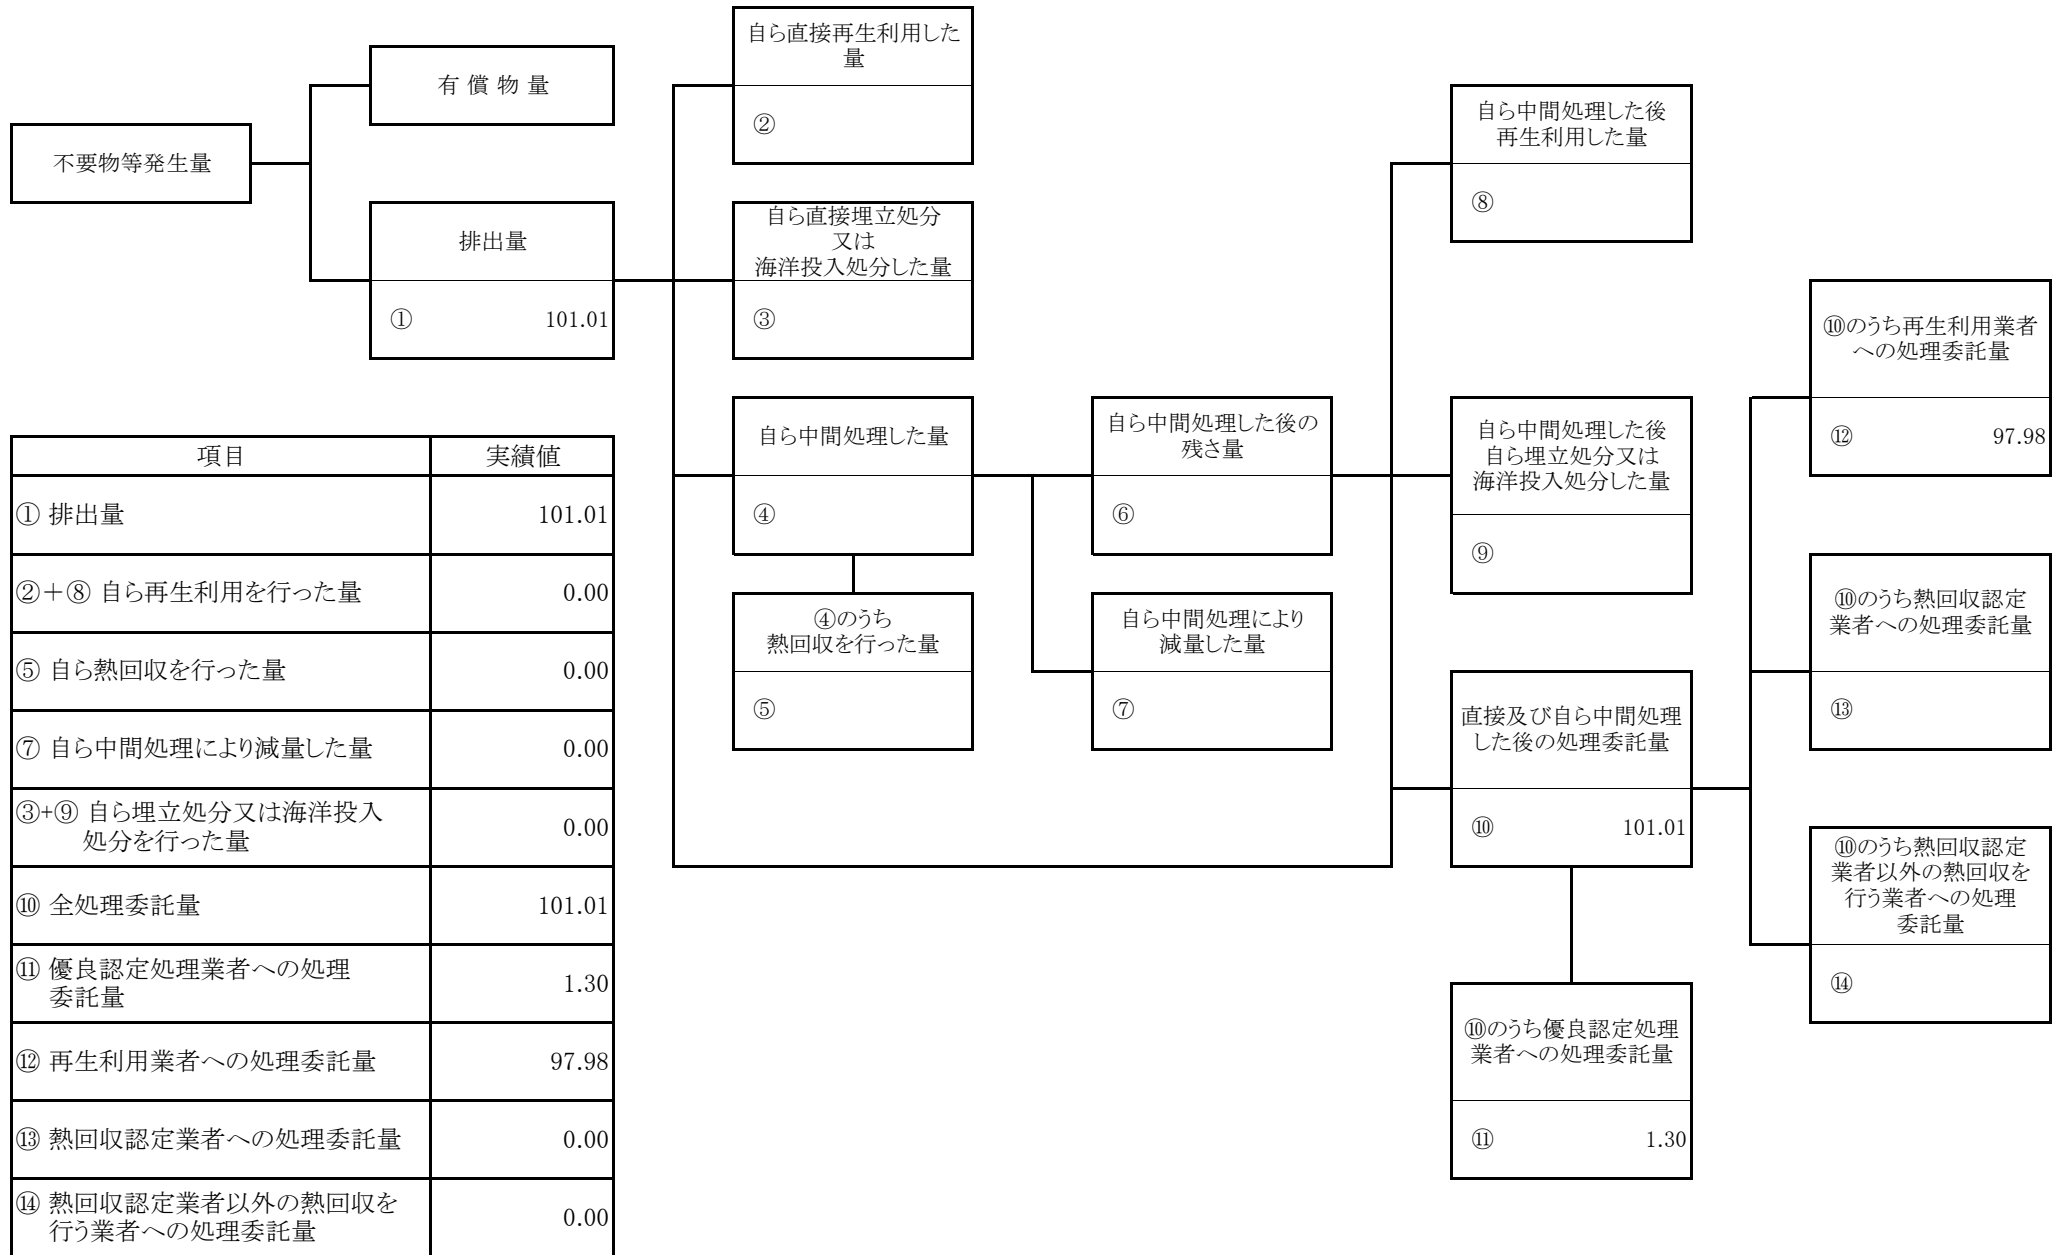 自ら直接再生利用した
量
②
有 償 物 量
不要物等発生量
排出量
① 101.01
自ら直接埋立処分
又は
海洋投入処分した量
③
自ら中間処理した後
再生利用した量
⑧
⑩のうち再生利用業者
への処理委託量
⑫ 97.98
自ら中間処理した量
④
自ら中間処理した後の
残さ量
⑥
自ら中間処理した後
自ら埋立処分又は
海洋投入処分した量
⑨
④のうち
熱回収を行った量
⑤
自ら中間処理により
減量した量
⑦
⑩のうち熱回収認定
業者への処理委託量
⑬
直接及び自ら中間処理
した後の処理委託量
⑩ 101.01
⑩のうち熱回収認定
業者以外の熱回収を
行う業者への処理
委託量
⑭
⑩のうち優良認定処理
業者への処理委託量
⑪ 1.30
項目 実績値
① 排出量 101.01
②＋⑧ 自ら再生利用を行った量 0.00
⑤ 自ら熱回収を行った量 0.00
⑦ 自ら中間処理により減量した量 0.00
③+⑨ 自ら埋立処分又は海洋投入
処分を行った量 0.00
⑩ 全処理委託量 101.01
⑪ 優良認定処理業者への処理
委託量 1.30
⑫ 再生利用業者への処理委託量 97.98
⑬ 熱回収認定業者への処理委託量 0.00
⑭ 熱回収認定業者以外の熱回収を
行う業者への処理委託量 0.00